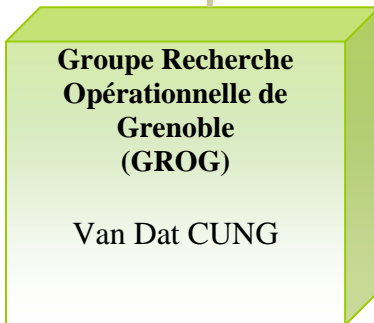 Groupe Recherche
Opérationnelle de
Grenoble
(GROG)
Van Dat CUNG